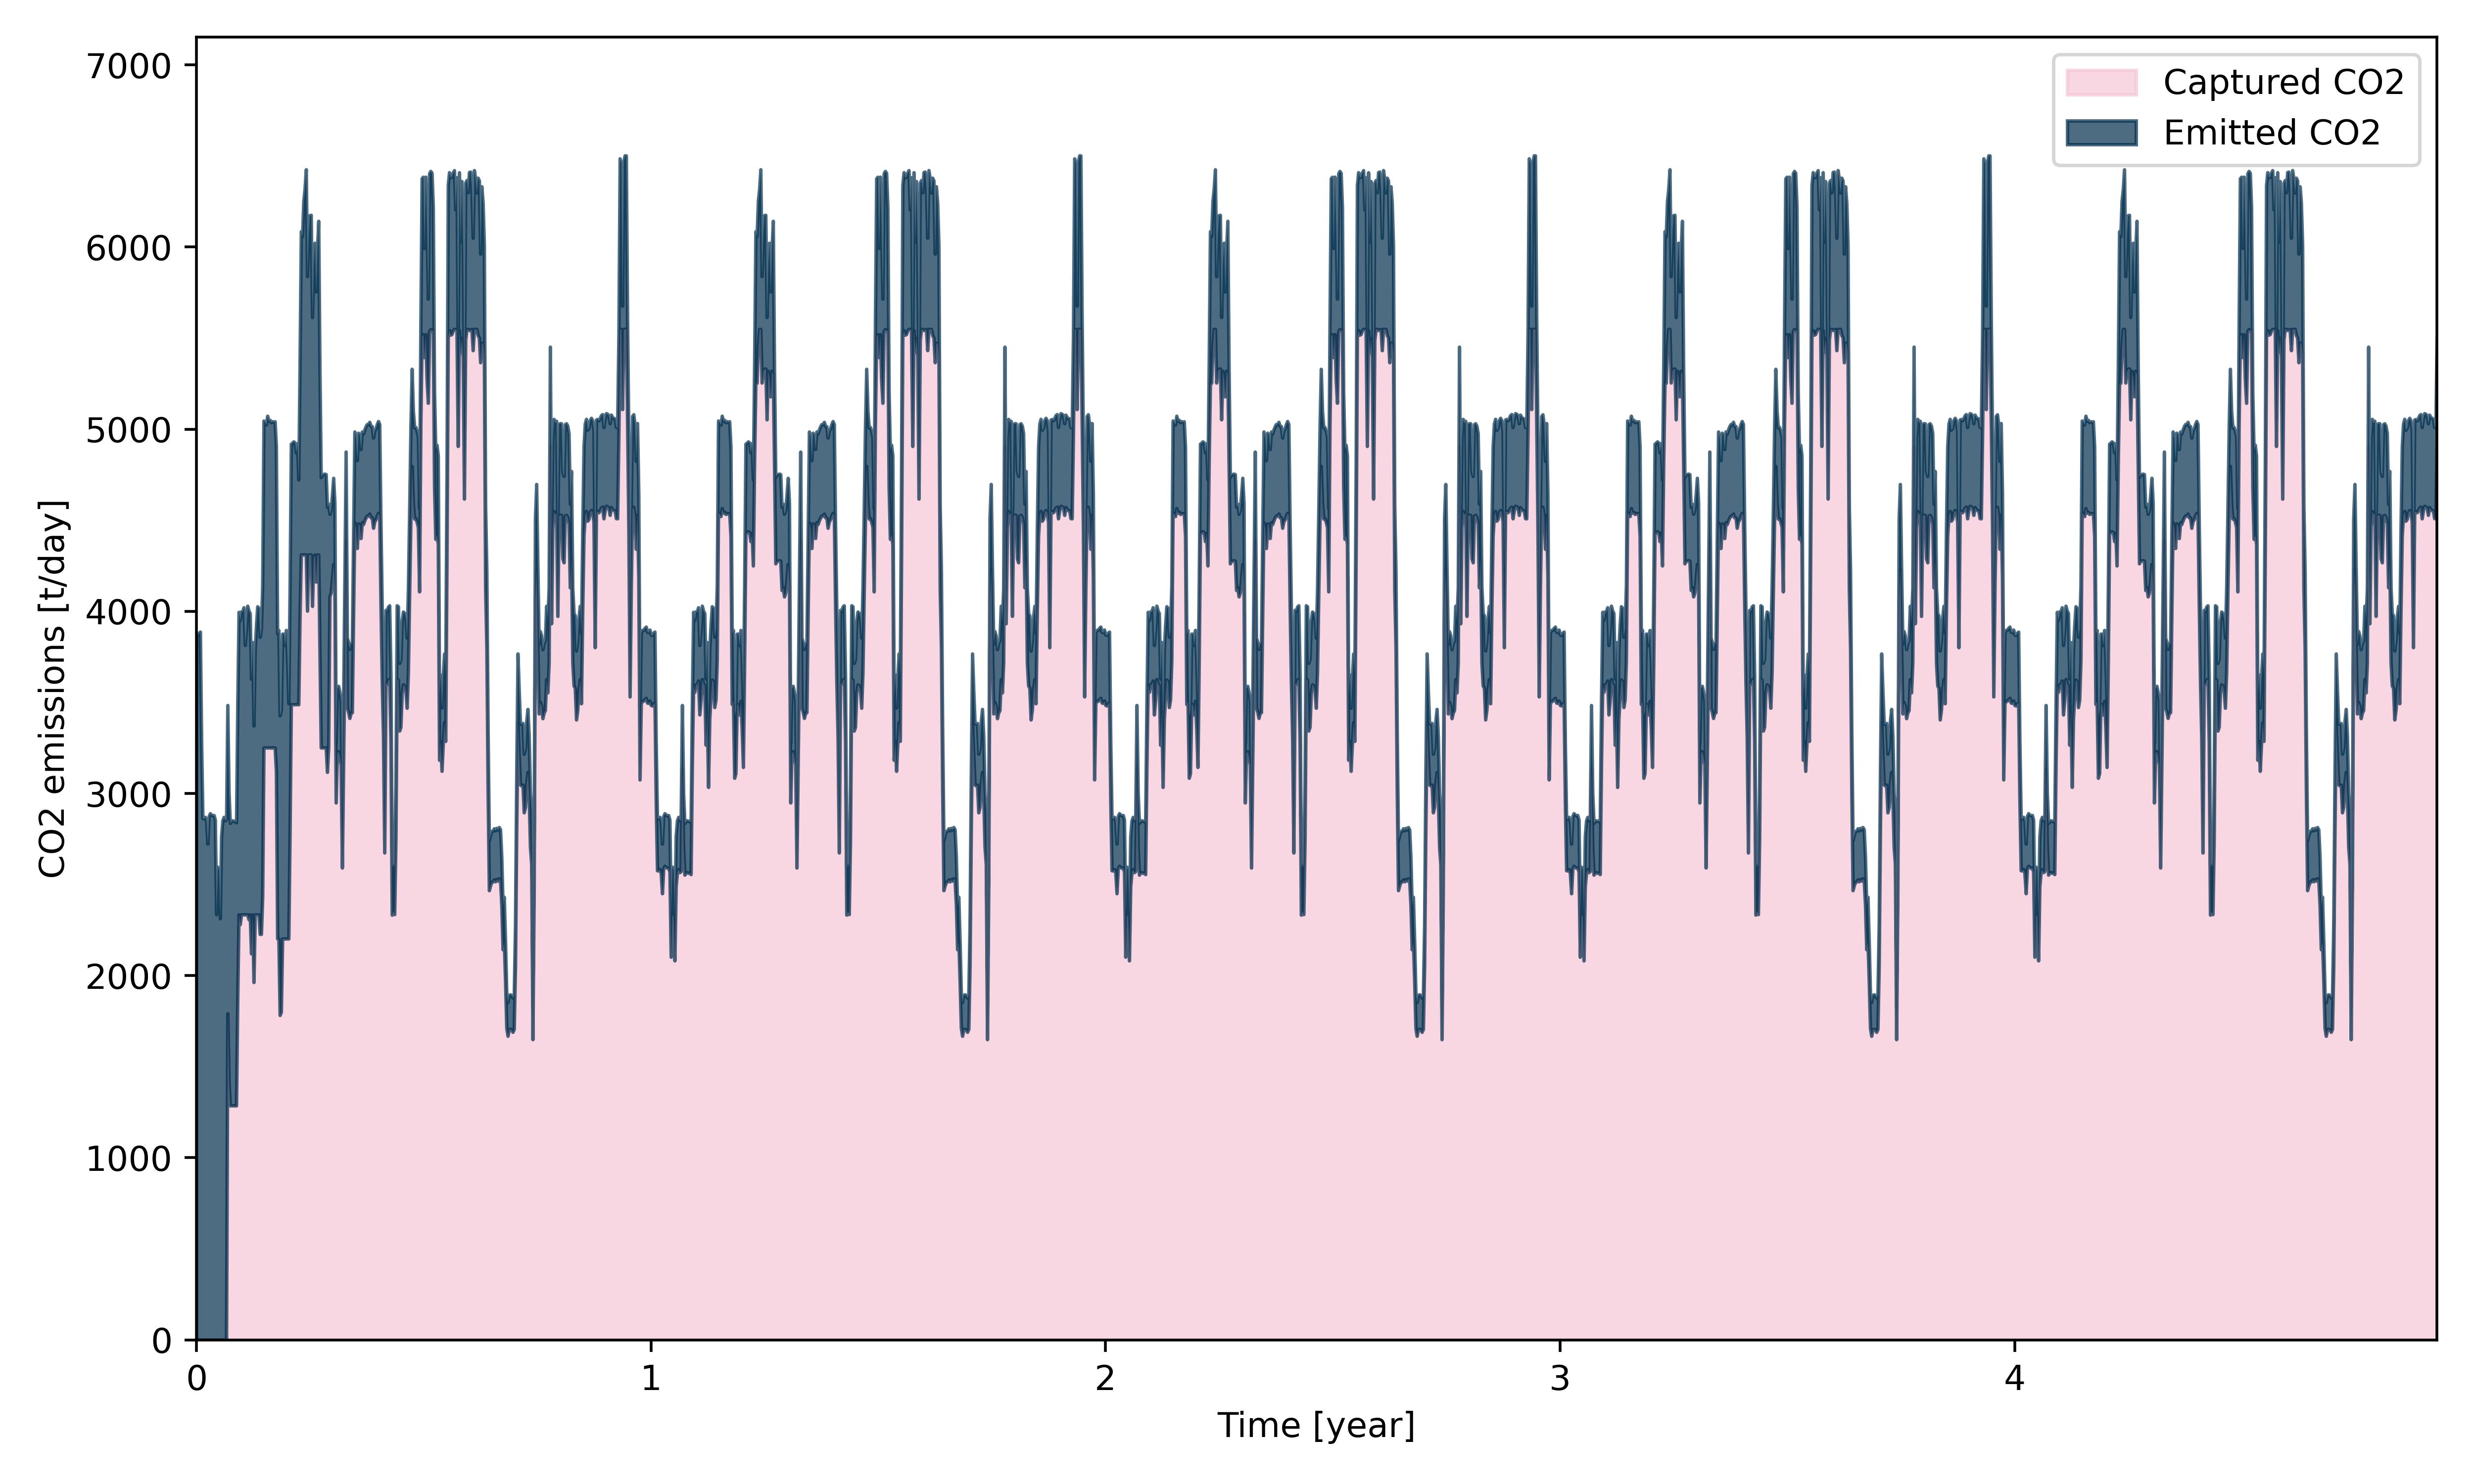 7000
6000
5000
4000
3000
2000
1000
0
CO2 emissions [t/day]
Captured CO2
Emitted CO2
0 1 2 3 4
Time [year]